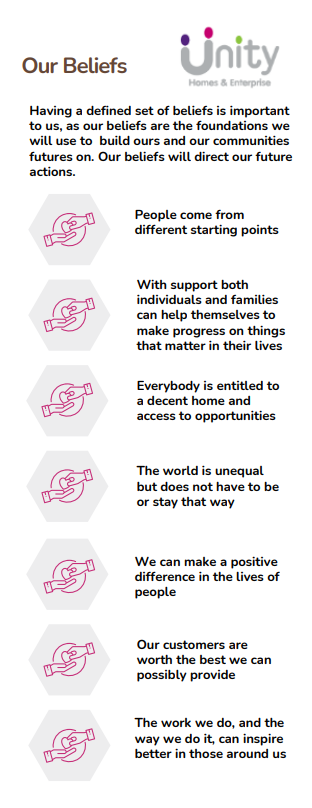 Our Beliefs
Unity
Homes & Enterprise
Having a defined set of beliefs is important
to us, as our beliefs are the foundations we
will use to build ours and our communities
futures on. Our beliefs will direct our future
actions.
People come from
different starting points
With support both
individuals and families
can help themselves to
make progress on things
that matter in their lives
Everybody is entitled to
a decent home and
access to opportunities
The world is unequal
but does not have to be
or stay that way
We can make a positive
difference in the lives of
people
Our customers are
worth the best we can
possibly provide
The work we do, and the
way we do it, can inspire
better in those around us